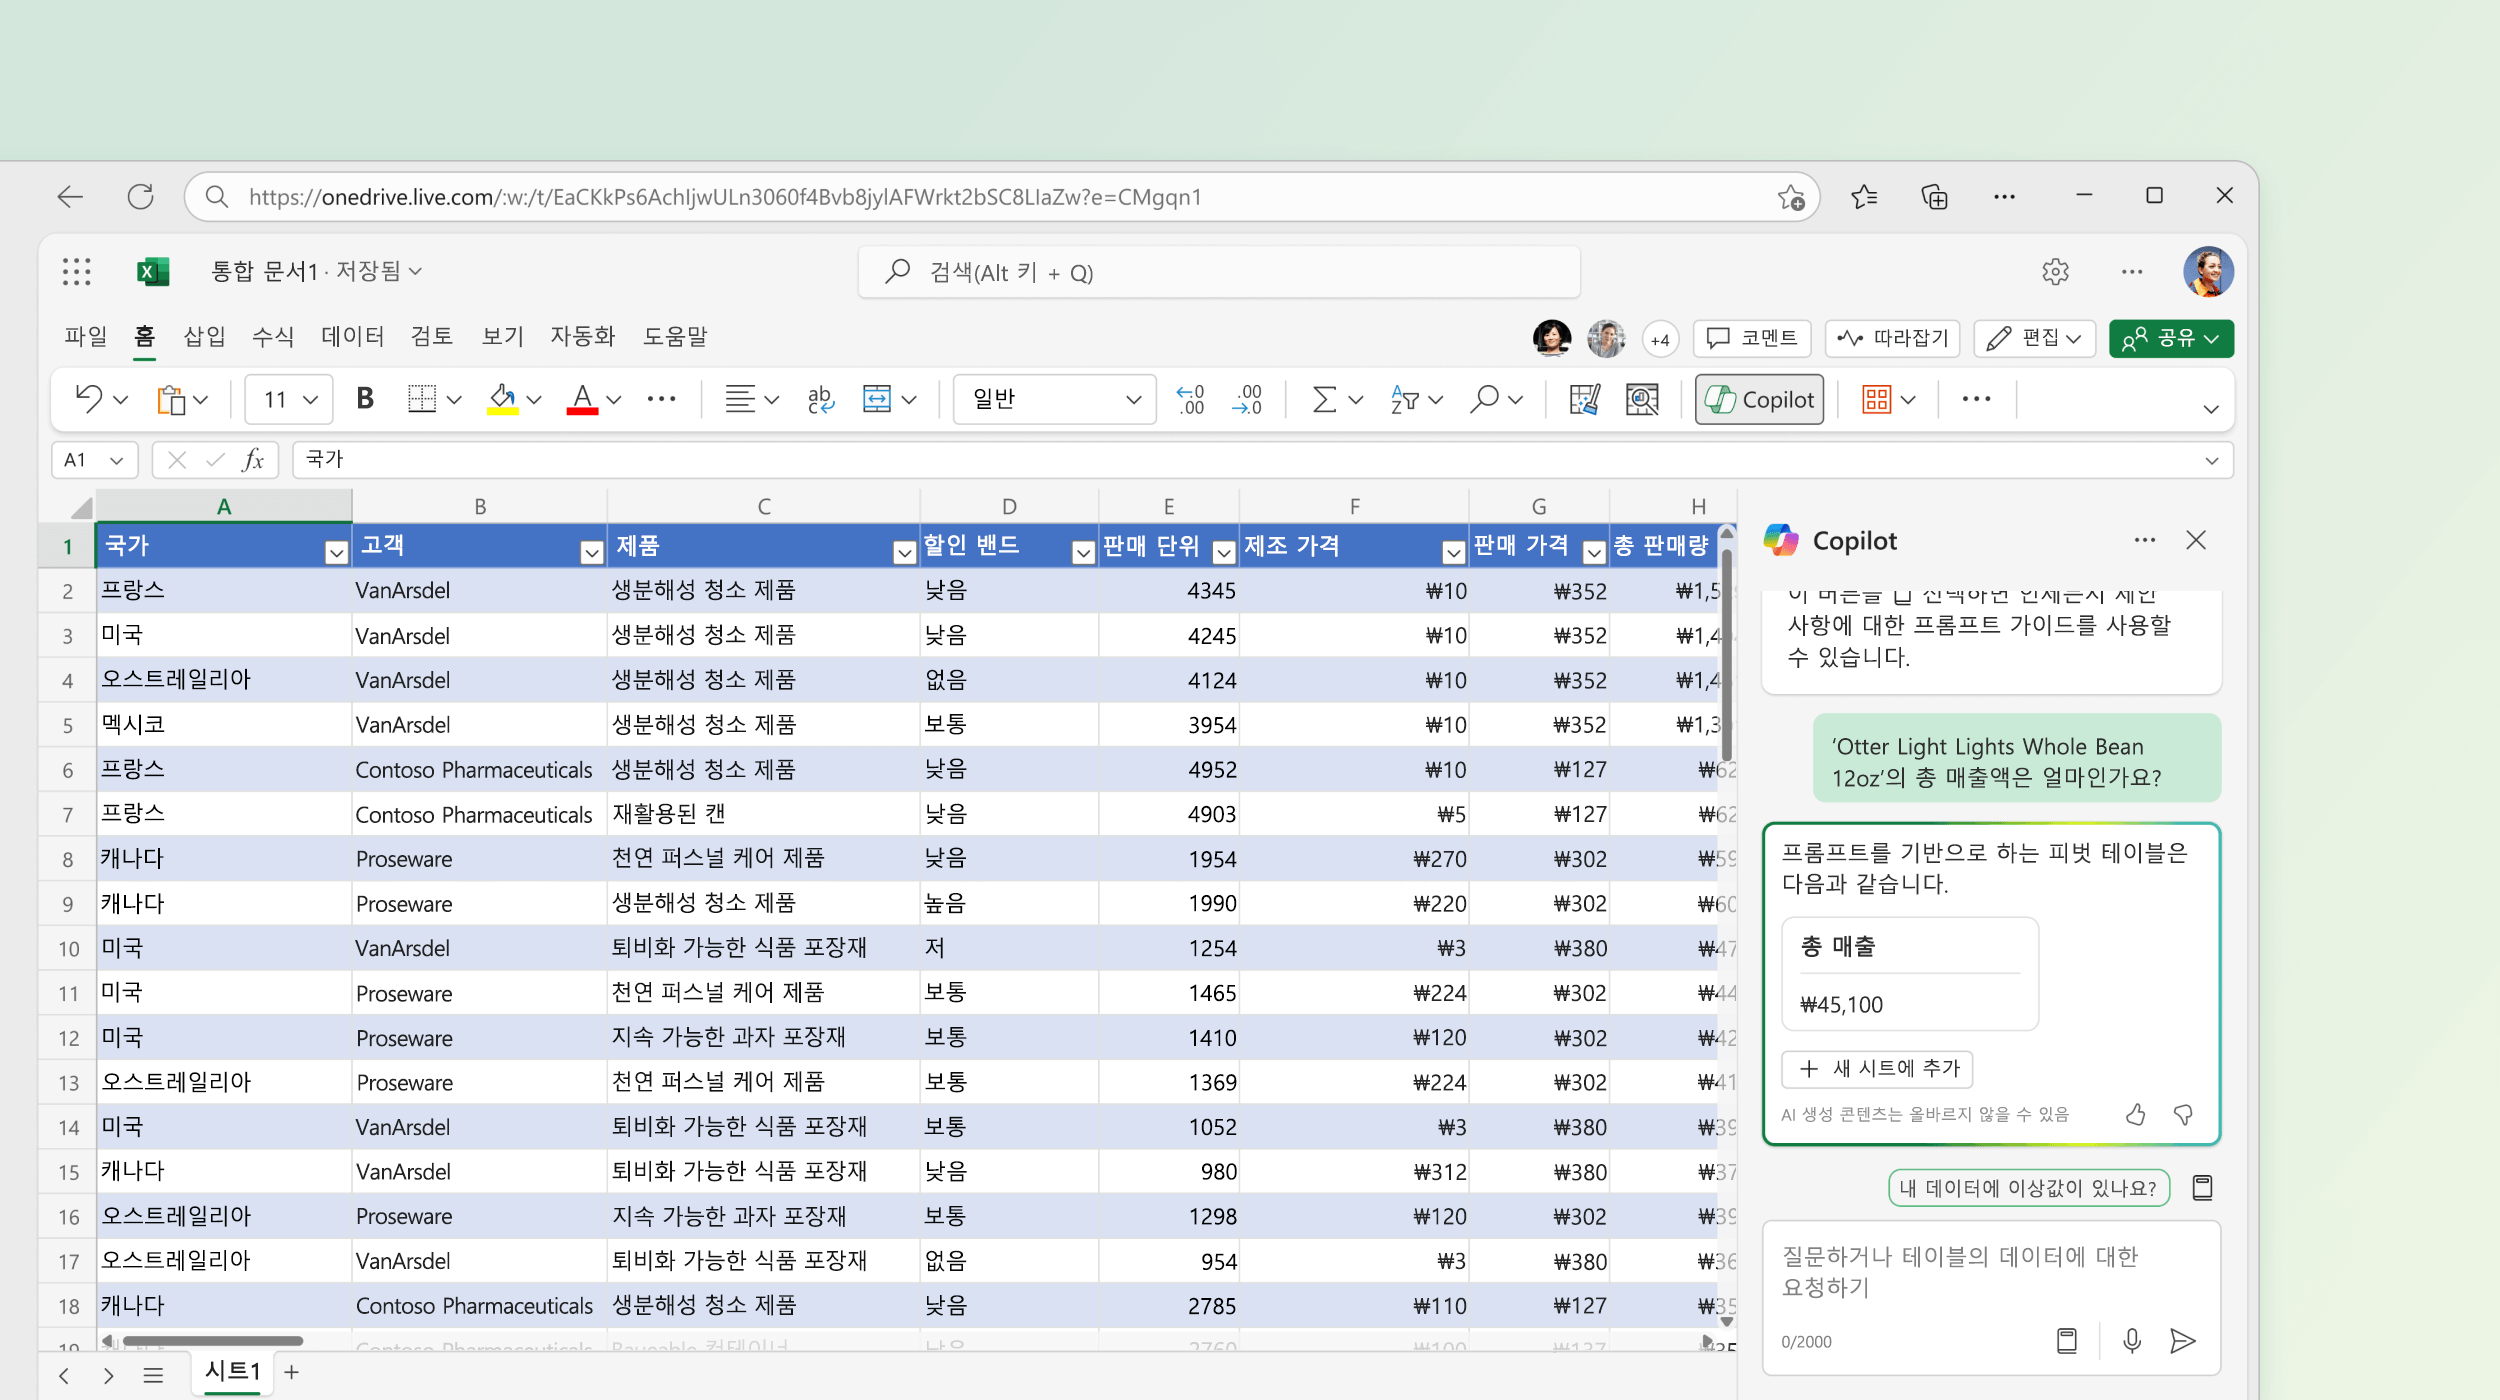 https://onedrive.live.com/:w:/t/EaCKkPs6AchIjwULn3060f4Bvb8jylAFWrkt2bSC8LIaZw?e=CMgqn1
통합 문서1 · 저장됨
검색(Alt 키 + Q)
파일 홈 삽입 수식 데이터 검토 보기 자동화 도움말
+4 코멘트 따라잡기 편집 공유
11 B A ab c 일반 .00 .00 A Z Copilot
A1 fx 국가
A B C D E F G H
1 국가 고객 제품 할인 밴드 판매 단위 제조 가격 판매 가격 총 판매량
2 프랑스 VanArsdel 생분해성 청소 제품 낮음 4345 ₩10 ₩352
3 미국 VanArsdel 생분해성 청소 제품 낮음 4245 ₩10 ₩352
4 오스트레일리아 VanArsdel 생분해성 청소 제품 없음 4124 ₩10 ₩352
5 멕시코 VanArsdel 생분해성 청소 제품 보통 3954 ₩10 ₩352
6 프랑스 Contoso Pharmaceuticals 생분해성 청소 제품 낮음 4952 ₩10 ₩127
7 프랑스 Contoso Pharmaceuticals 재활용된 캔 낮음 4903 ₩5 ₩127
8 캐나다 Proseware 천연 퍼스널 케어 제품 낮음 1954 ₩270 ₩302
9 캐나다 Proseware 생분해성 청소 제품 높음 1990 ₩220 ₩302
10 미국 VanArsdel 퇴비화 가능한 식품 포장재 저 1254 ₩3 ₩380
11 미국 Proseware 천연 퍼스널 케어 제품 보통 1465 ₩224 ₩302
12 미국 Proseware 지속 가능한 과자 포장재 보통 1410 ₩120 ₩302
13 오스트레일리아 Proseware 천연 퍼스널 케어 제품 보통 1369 ₩224 ₩302
14 미국 VanArsdel 퇴비화 가능한 식품 포장재 보통 1052 ₩3 ₩380
15 캐나다 VanArsdel 퇴비화 가능한 식품 포장재 낮음 980 ₩312 ₩380
16 오스트레일리아 Proseware 지속 가능한 과자 포장재 보통 1298 ₩120 ₩302
17 오스트레일리아 VanArsdel 퇴비화 가능한 식품 포장재 없음 954 ₩3 ₩380
18 캐나다 Contoso Pharmaceuticals 생분해성 청소 제품 낮음 2785 ₩110 ₩127
시트1
Copilot
사항에 대한 프롬프트 가이드를 사용할
수 있습니다.
‘Otter Light Lights Whole Bean
12oz’의 총 매출액은 얼마인가요?
프롬프트를 기반으로 하는 피벗 테이블은
다음과 같습니다.
총 매출
₩45,100
+ 새 시트에 추가
AI 생성 콘텐츠는 올바르지 않을 수 있음
내 데이터에 이상값이 있나요?
질문하거나 테이블의 데이터에 대한
요청하기
0/2000